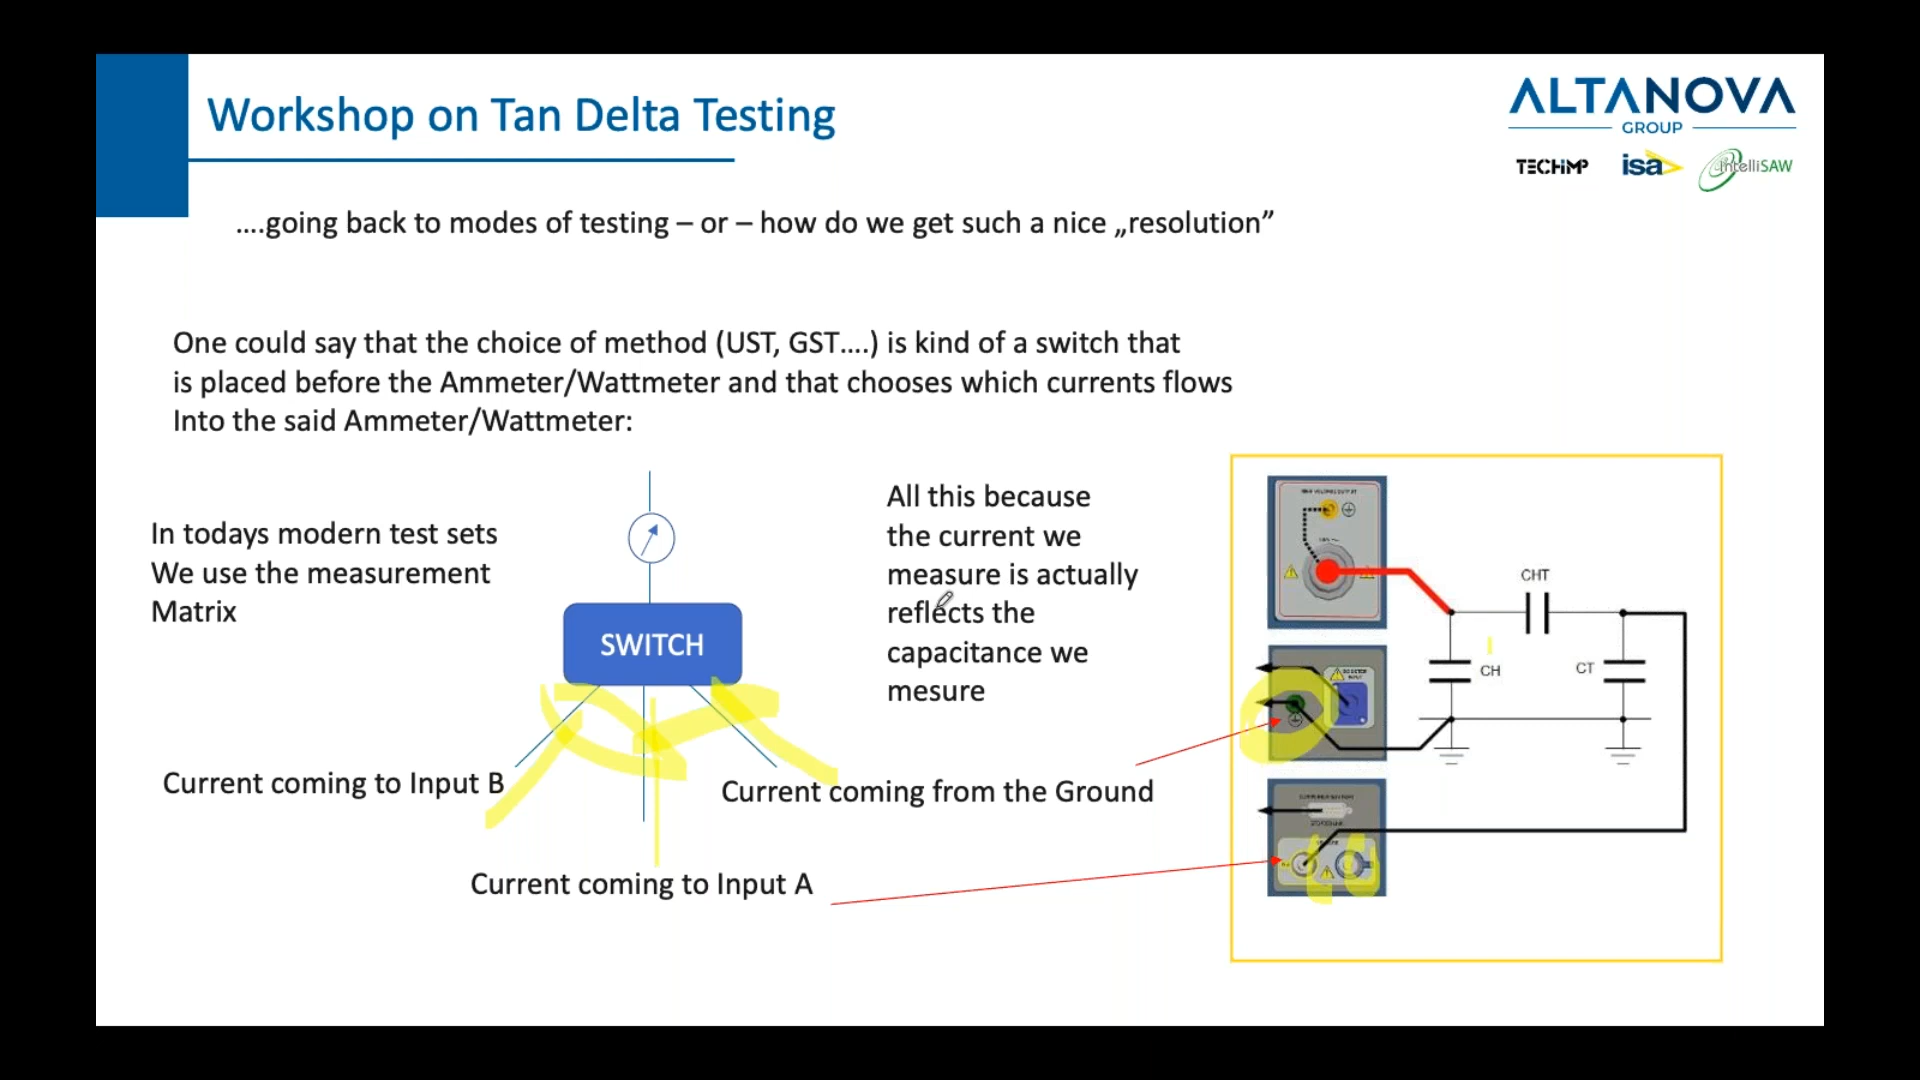 Workshop on Tan Delta Testing
ALTANOVA
GROUP
TECHIMP
isa
IntelliSAW
....going back to modes of testing – or – how do we get such a nice „resolution”
One could say that the choice of method (UST, GST....) is kind of a switch that
is placed before the Ammeter/Wattmeter and that chooses which currents flows
Into the said Ammeter/Wattmeter:
In todays modern test sets
We use the measurement
Matrix
SWITCH
All this because
the current we
measure is actually
reflects the
capacitance we
mesure
Current coming to Input B
Current coming from the Ground
Current coming to Input A
CHT
CH
CT